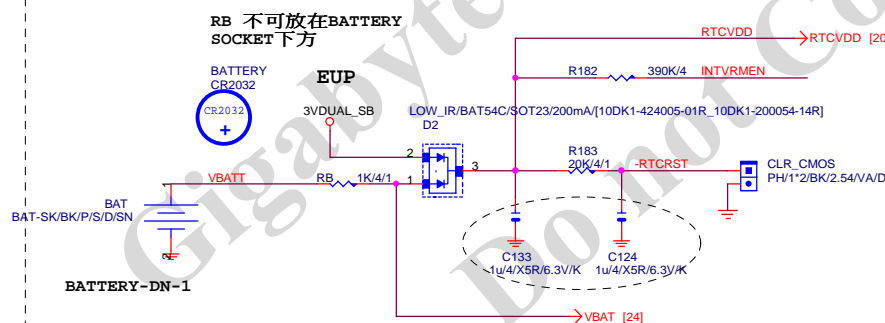 RB 不可放在BATTERY
SOCKET下方
RTCVDD
RTCVDD [20
BATTERY
CR2032
CR2032
+
EUP
R182
390K/4
INTVRMEN
3VDUAL_SB
LOW_IR/BAT54C/SOT23/200mA/[10DK1-424005-01R_10DK1-200054-14R]
D2
2
3
1
R183
20K/4/1
-RTCRST
CLR_CMOS
PH/1*2/BK/2.54/VA/D
VBATT
RB
1K/4/1
1
BAT
BAT-SK/BK/P/S/D/SN
2
C133
1u/4/X5R/6.3V/K
C124
1u/4/X5R/6.3V/K
BATTERY-DN-1
VBAT [24]
Gigabyte
Do not Co